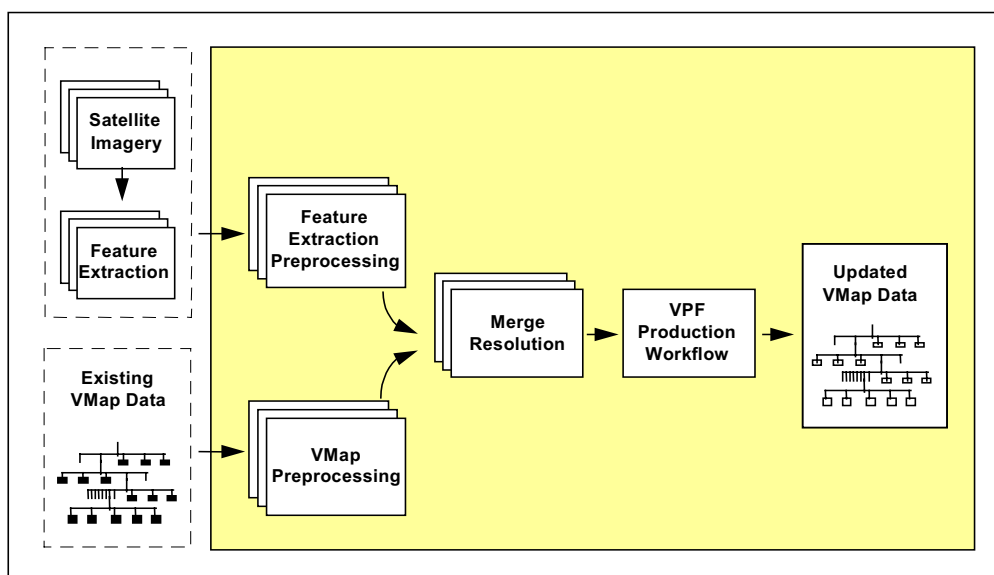 Satellite
Imagery
Feature
Extraction
Existing
VMap Data
Feature
Extraction
Preprocessing
VMap
Preprocessing
Merge
Resolution
VPF
Production
Workflow
Updated
VMap Data